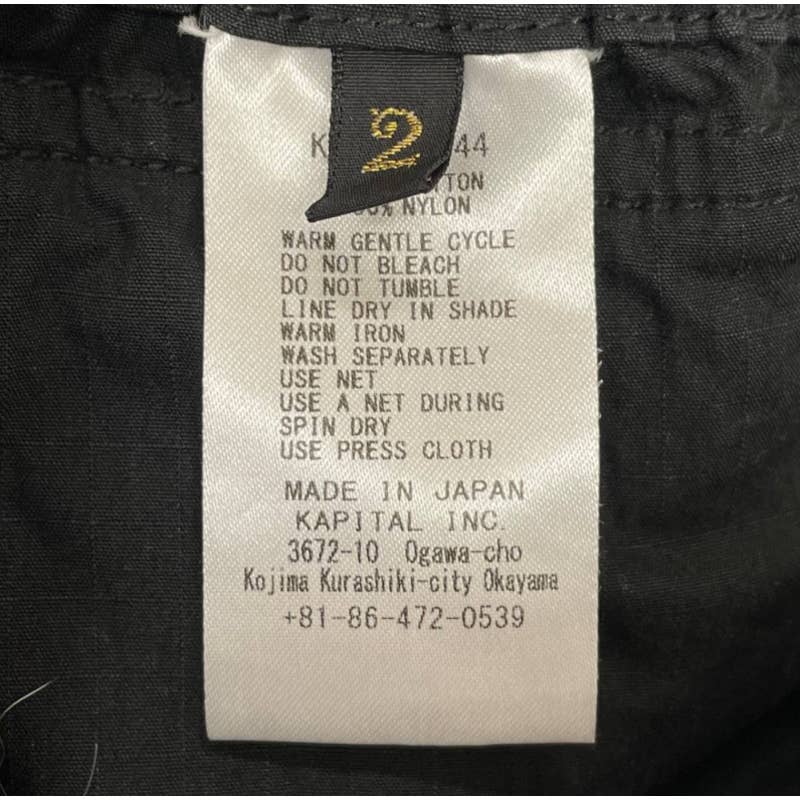 2
K 44
NYLON
WARM GENTLE CYCLE
DO NOT BLEACH
DO NOT TUMBLE
LINE DRY IN SHADE
WARM IRON
WASH SEPARATELY
USE NET
USE A NET DURING
SPIN DRY
USE PRESS CLOTH
MADE IN JAPAN
KAPITAL INC.
3672-10 Ogawa-cho
Kojima Kurashiki-city Okayama
+81-86-472-0539